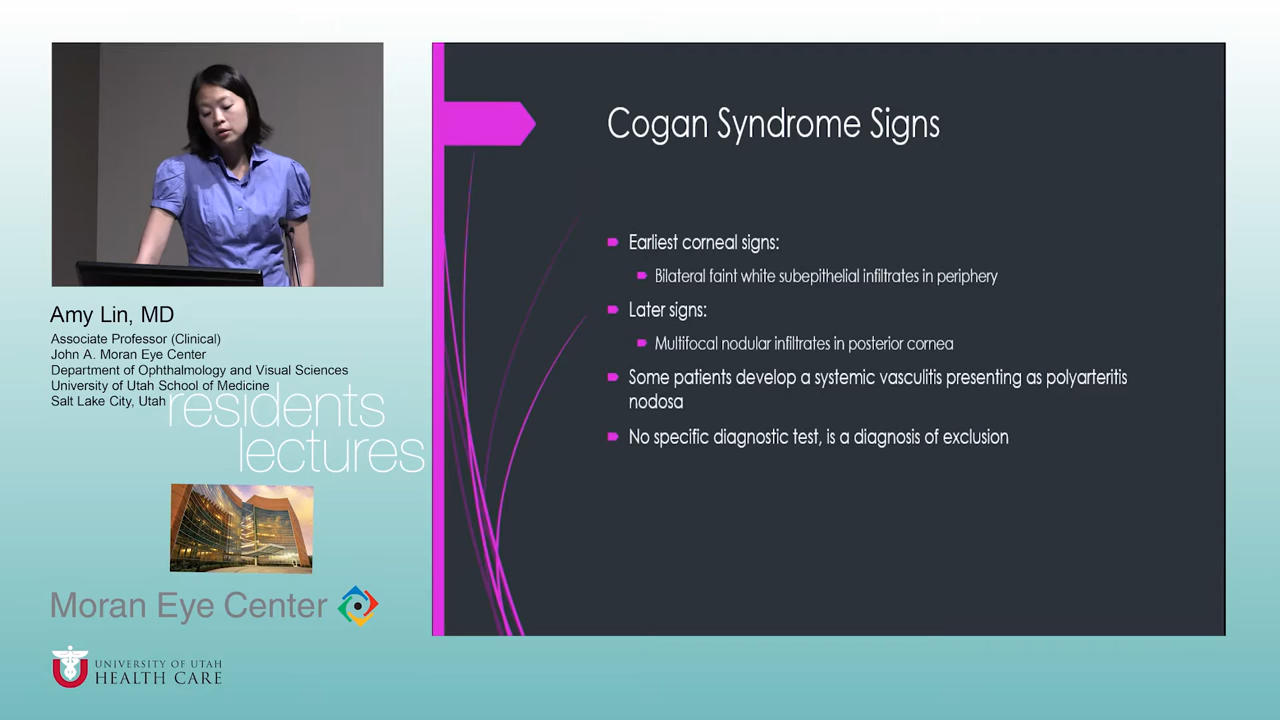 Amy Lin, MD
Associate Professor (Clinical)
John A. Moran Eye Center
Department of Ophthalmology and Visual Sciences
University of Utah School of Medicine
Salt Lake City, Utah
residents
lectures
Moran Eye Center
UNIVERSITY OF UTAH
HEALTH CARE
Cogan Syndrome Signs
Earliest corneal signs:
Bilateral faint white subepithelial infiltrates in periphery
Later signs:
Multifocal nodular infiltrates in posterior cornea
Some patients develop a systemic vasculitis presenting as polyarteritis
nodosa
No specific diagnostic test, is a diagnosis of exclusion